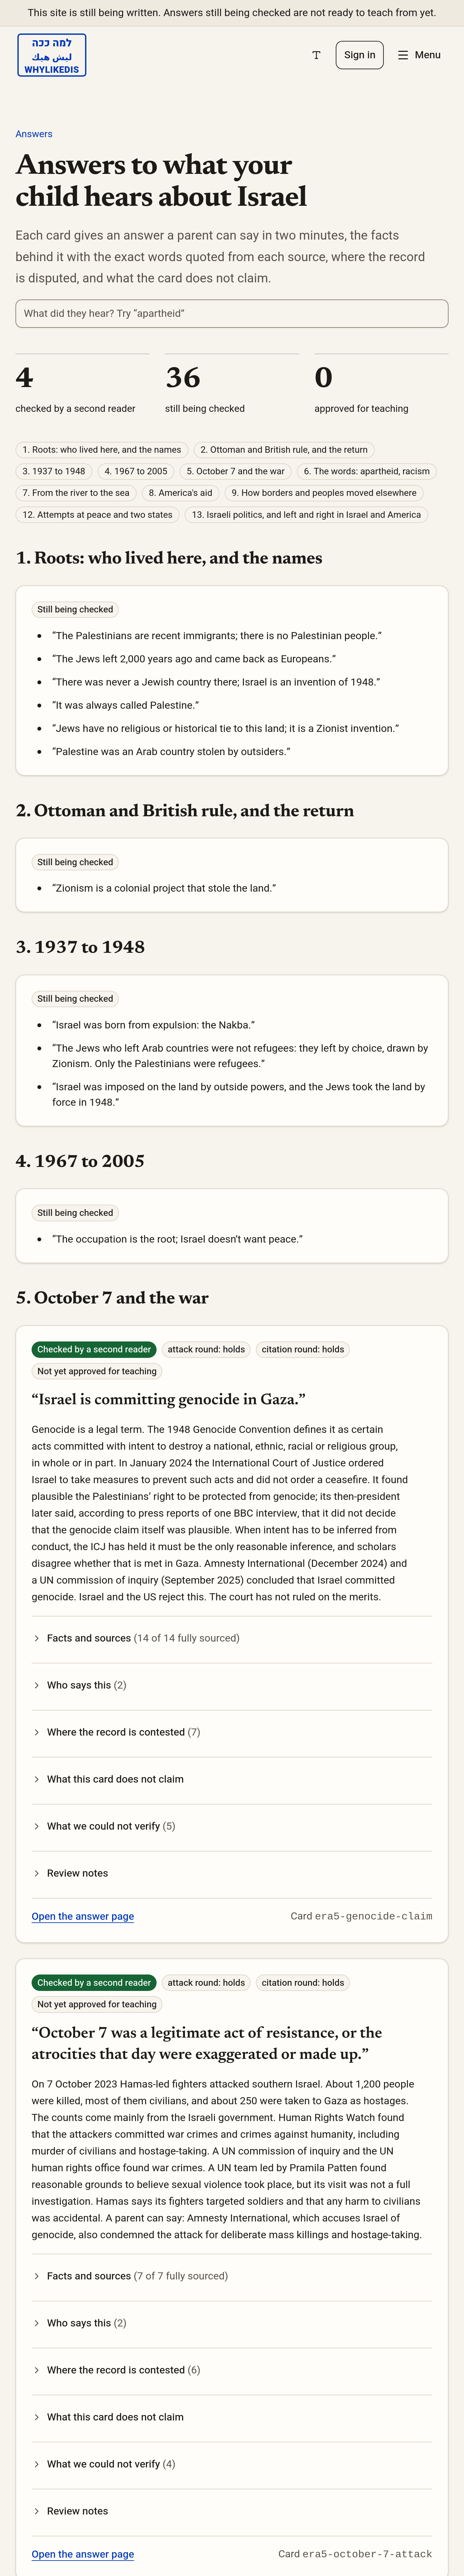 This site is still being written. Answers still being checked are not ready to teach from yet.
למה ככה
ليش هيك
WHYLIKEDIS
Sign in
Menu
Answers
Answers to what your
child hears about Israel
Each card gives an answer a parent can say in two minutes, the facts
behind it with the exact words quoted from each source, where the record
is disputed, and what the card does not claim.
What did they hear? Try “apartheid”
4
checked by a second reader
36
still being checked
0
approved for teaching
1. Roots: who lived here, and the names
2. Ottoman and British rule, and the return
3. 1937 to 1948
4. 1967 to 2005
5. October 7 and the war
6. The words: apartheid, racism
7. From the river to the sea
8. America's aid
9. How borders and peoples moved elsewhere
12. Attempts at peace and two states
13. Israeli politics, and left and right in Israel and America
1. Roots: who lived here, and the names
Still being checked
“The Palestinians are recent immigrants; there is no Palestinian people.”
“The Jews left 2,000 years ago and came back as Europeans.”
“There was never a Jewish country there; Israel is an invention of 1948.”
“It was always called Palestine.”
“Jews have no religious or historical tie to this land; it is a Zionist invention.”
“Palestine was an Arab country stolen by outsiders.”
2. Ottoman and British rule, and the return
Still being checked
“Zionism is a colonial project that stole the land.”
3. 1937 to 1948
Still being checked
“Israel was born from expulsion: the Nakba.”
“The Jews who left Arab countries were not refugees: they left by choice, drawn by
Zionism. Only the Palestinians were refugees.”
“Israel was imposed on the land by outside powers, and the Jews took the land by
force in 1948.”
4. 1967 to 2005
Still being checked
“The occupation is the root; Israel doesn't want peace.”
5. October 7 and the war
Checked by a second reader
attack round: holds
citation round: holds
Not yet approved for teaching
“Israel is committing genocide in Gaza.”
Genocide is a legal term. The 1948 Genocide Convention defines it as certain
acts committed with intent to destroy a national, ethnic, racial or religious group,
in whole or in part. In January 2024 the International Court of Justice ordered
Israel to take measures to prevent such acts and did not order a ceasefire. It found
plausible the Palestinians’ right to be protected from genocide; its then-president
later said, according to press reports of one BBC interview, that it did not decide
that the genocide claim itself was plausible. When intent has to be inferred from
conduct, the ICJ has held it must be the only reasonable inference, and scholars
disagree whether that is met in Gaza. Amnesty International (December 2024) and
a UN commission of inquiry (September 2025) concluded that Israel committed
genocide. Israel and the US reject this. The court has not ruled on the merits.
Facts and sources (14 of 14 fully sourced)
Who says this (2)
Where the record is contested (7)
What this card does not claim
What we could not verify (5)
Review notes
Open the answer page
Card era5-genocide-claim
Checked by a second reader
attack round: holds
citation round: holds
Not yet approved for teaching
“October 7 was a legitimate act of resistance, or the
atrocities that day were exaggerated or made up.”
On 7 October 2023 Hamas-led fighters attacked southern Israel. About 1,200 people
were killed, most of them civilians, and about 250 were taken to Gaza as hostages.
The counts come mainly from the Israeli government. Human Rights Watch found
that the attackers committed war crimes and crimes against humanity, including
murder of civilians and hostage-taking. A UN commission of inquiry and the UN
human rights office found war crimes. A UN team led by Pramila Patten found
reasonable grounds to believe sexual violence took place, but its visit was not a full
investigation. Hamas says its fighters targeted soldiers and that any harm to civilians
was accidental. A parent can say: Amnesty International, which accuses Israel of
genocide, also condemned the attack for deliberate mass killings and hostage-taking.
Facts and sources (7 of 7 fully sourced)
Who says this (2)
Where the record is contested (6)
What this card does not claim
What we could not verify (4)
Review notes
Open the answer page
Card era5-october-7-attack